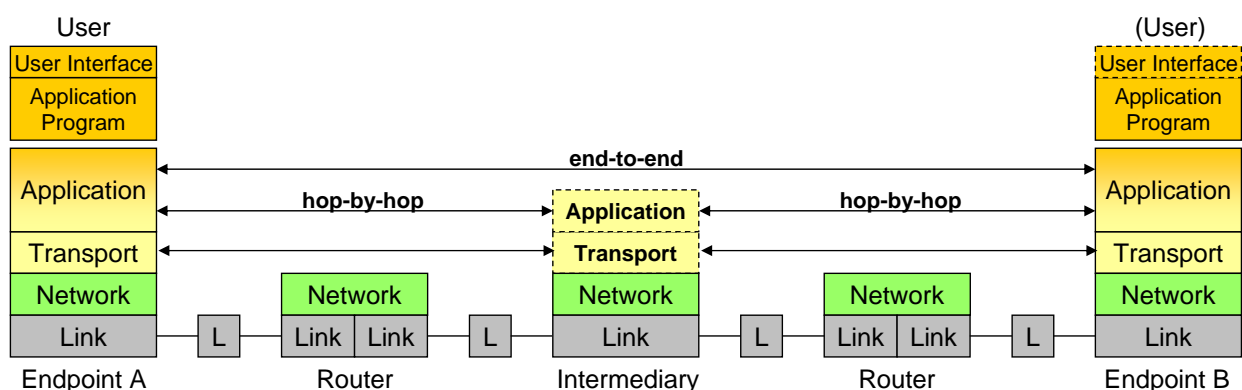 User
(User)
User Interface
User Interface
Application
Program
Application
Program
end-to-end
Application
Application
hop-by-hop
Application
hop-by-hop
Transport
Transport
Transport
Network
Network
Network
Network
Network
Link
L
Link
Link
L
Link
L
Link
Link
L
Link
Endpoint A
Router
Intermediary
Router
Endpoint B